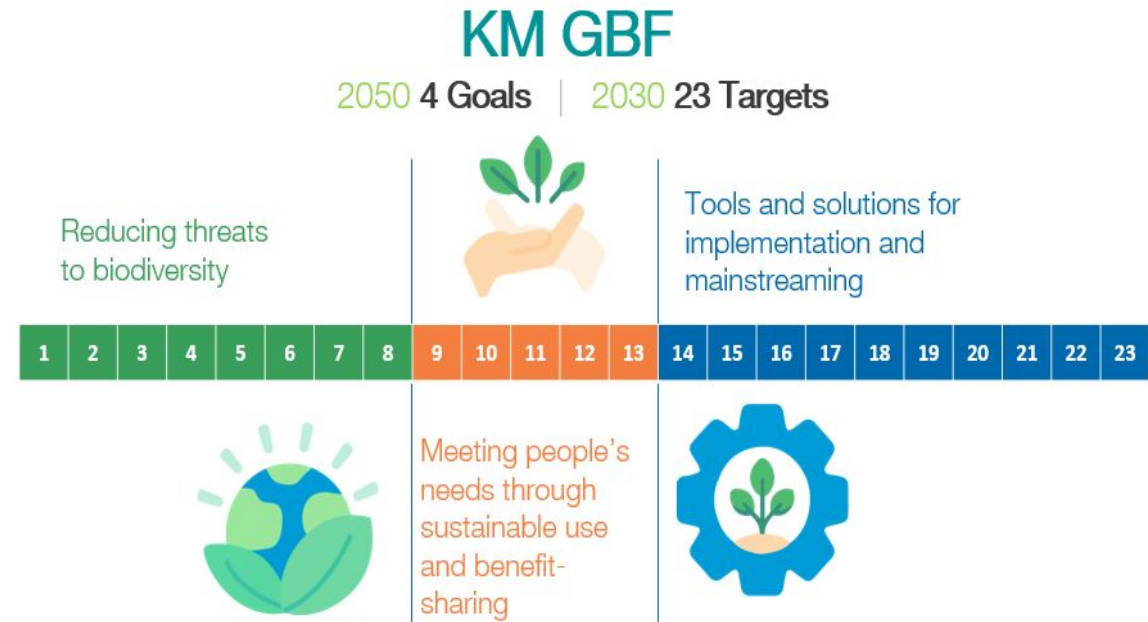 KM GBF
2050 4 Goals | 2030 23 Targets
Reducing threats
to biodiversity
Tools and solutions for
implementation and
mainstreaming
1 2 3 4 5 6 7 8 9 10 11 12 13 14 15 16 17 18 19 20 21 22 23
Meeting people's
needs through
sustainable use
and benefit-
sharing